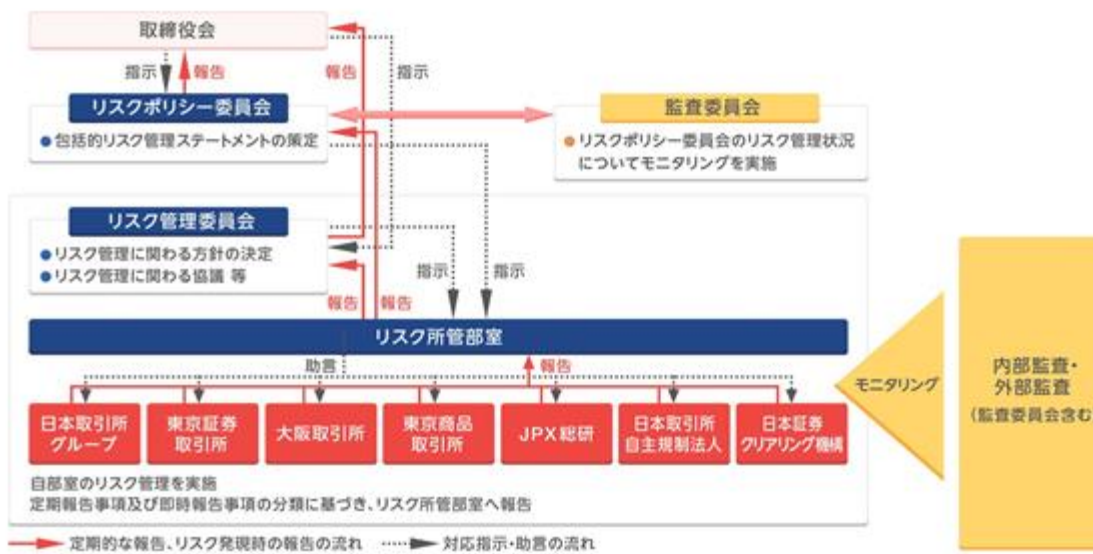 取締役会
指示
報告
報告
指示
リスクポリシー委員会
●包括的リスク管理ステートメントの策定
監査委員会
●リスクポリシー委員会のリスク管理状況
についてモニタリングを実施
リスク管理委員会
●リスク管理に関わる方針の決定
●リスク管理に関わる協議 等
指示
指示
報告
報告
リスク所管部室
助言
報告
日本取引所
グループ
東京証券
取引所
大阪取引所
東京商品
取引所
JPX総研
日本取引所
自主規制法人
日本証券
クリアリング機構
自部室のリスク管理を実施
定期報告事項及び即時報告事項の分類に基づき、リスク所管部室へ報告
モニタリング
内部監査・
外部監査
(監査委員会含む
定期的な報告、リスク発現時の報告の流れ
対応指示・助言の流れ